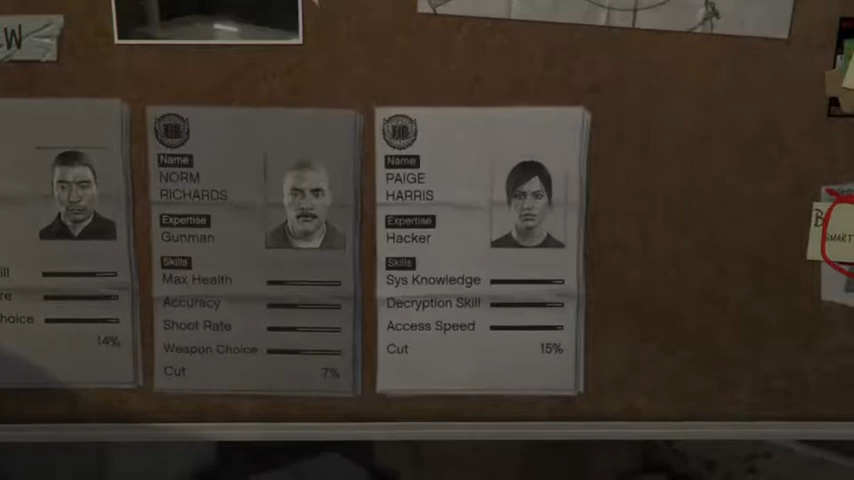 W
14%
Name
NORM
RICHARDS
Expertise
Gunman
Skills
Max Health
Accuracy
Shoot Rate
Weapon Choice
Cut 7%
Name
PAIGE
HARRIS
Expertise
Hacker
Skills
Sys Knowledge
Decryption Skill
Access Speed
Cut 15%
SMART